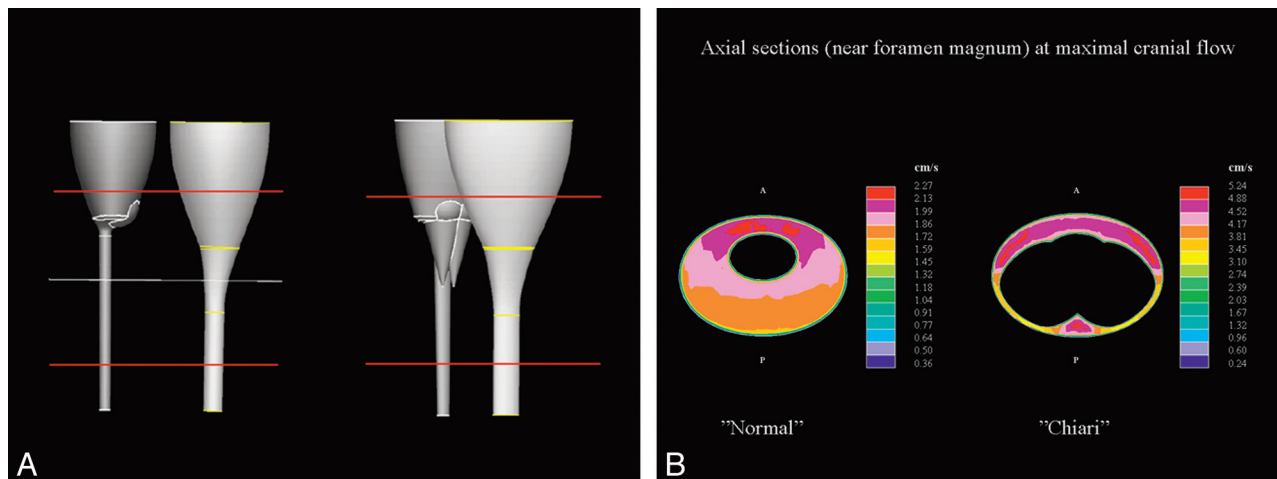 A
Axial sections (near foramen magnum) at maximal cranial flow
cm/s
2.27
2.13
1.99
1.86
1.72
1.59
1.45
1.32
1.18
1.04
0.91
0.77
0.64
0.50
0.36
A
P
"Normal"
cm/s
5.24
4.88
4.52
4.17
3.81
3.45
3.10
2.74
2.39
2.03
1.67
1.32
0.96
0.60
0.24
A
P
"Chiari"
B